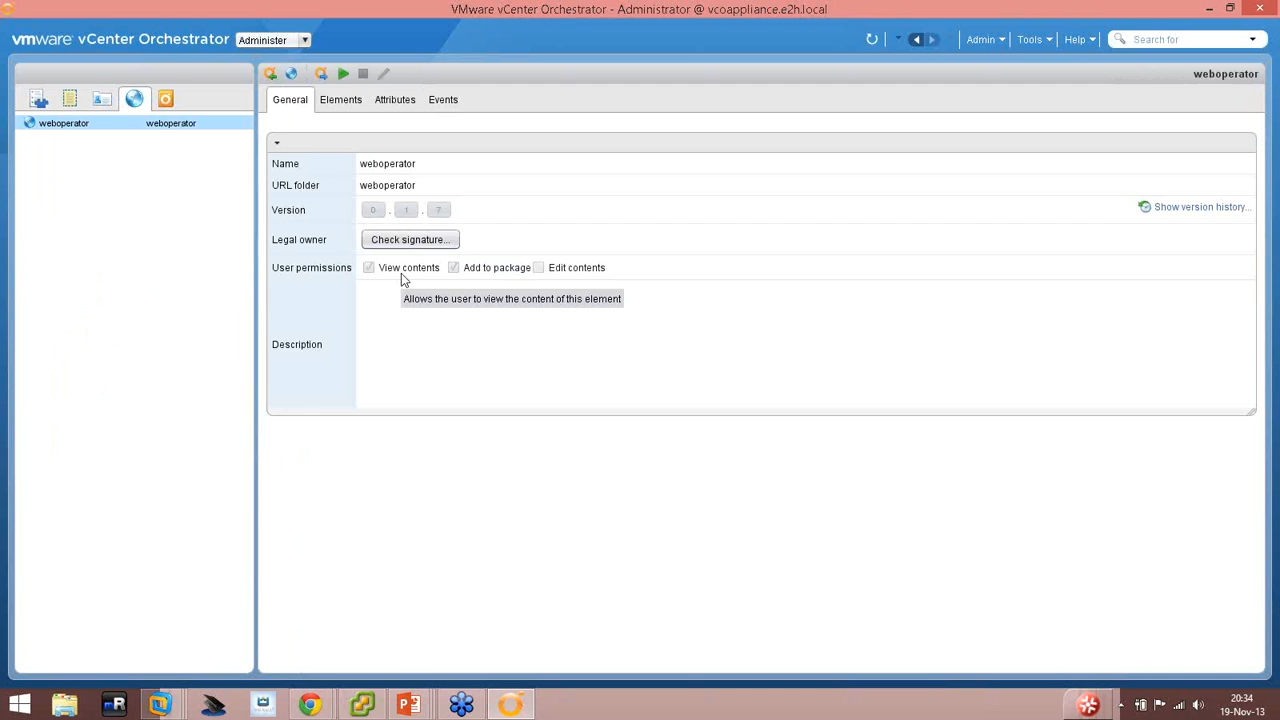 VMware vCenter Orchestrator - Administrator @ vcoappliance.e2h.local
vmware vCenter Orchestrator Administer Admin Tools Help Search for
weboperator
General Elements Attributes Events
weboperator weboperator
Name weboperator
URL folder weboperator
Version 0 . 1 . 7 Show version history...
Legal owner Check signature...
User permissions View contents Add to package Edit contents
Allows the user to view the content of this element
Description
20:34
19-Nov-13